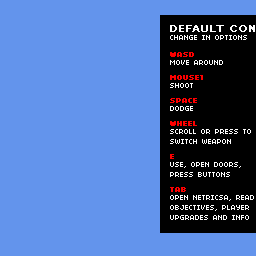 DEFAULT CON
CHANGE IN OPTIONS
WASD
MOVE AROUND
MOUSE1
SHOOT
SPACE
DODGE
WHEEL
SCROLL OR PRESS TO
SWITCH WEAPON
E
USE, OPEN DOORS,
PRESS BUTTONS
TAB
OPEN NETRICSA, READ
OBJECTIVES, PLAYER
UPGRADES AND INFO